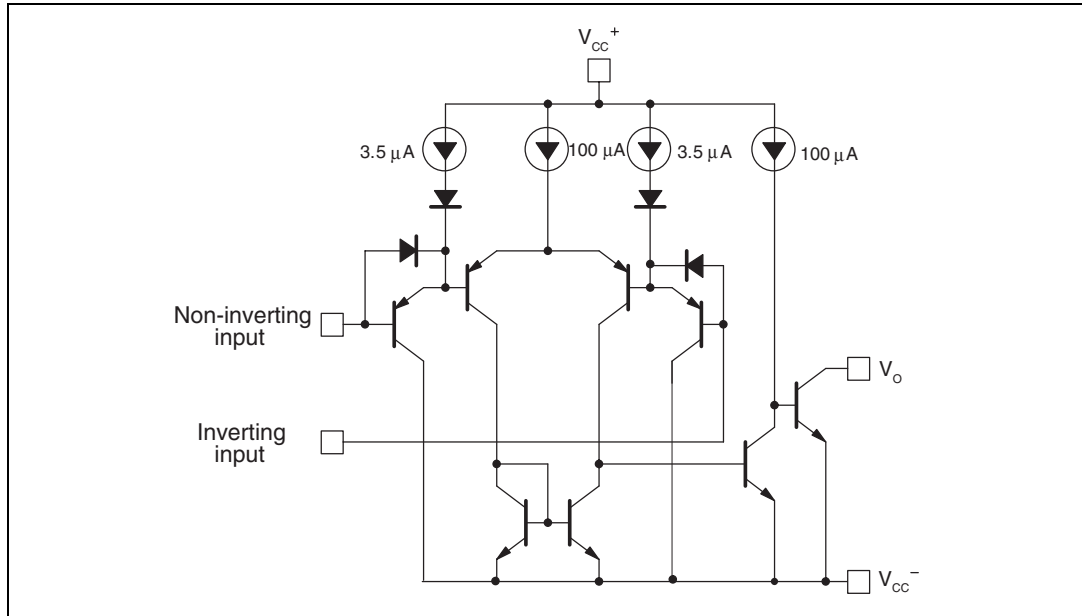 V_CC^+
3.5 μA
100 μA
3.5 μA
100 μA
Non-inverting
input
V_O
Inverting
input
V_CC^-